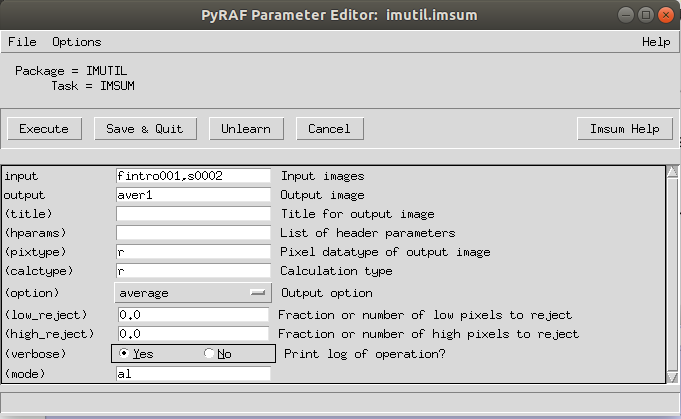 PyRAF Parameter Editor: imutil.imsum
File Options Help
Package = IMUTIL
Task = IMSUM
Execute Save & Quit Unlearn Cancel Imsum Help
input fintro001,s0002 Input images
output aver1 Output image
(title) Title for output image
(hparams) List of header parameters
(pixtype) r Pixel datatype of output image
(calctype) r Calculation type
(option) average Output option
(low_reject) 0.0 Fraction or number of low pixels to reject
(high_reject) 0.0 Fraction or number of high pixels to reject
(verbose) Yes No Print log of operation?
(mode) al